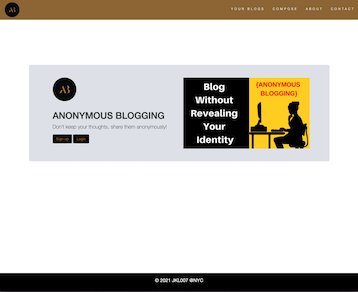 AB
YOUR BLOGS COMPOSE ABOUT CONTACT
AB
ANONYMOUS BLOGGING
Don't keep your thoughts, share them anonymously!
Sign up Login
Blog
Without
Revealing
Your
Identity
{ANONYMOUS
BLOGGING}
© 2021 JKL007 @NYC